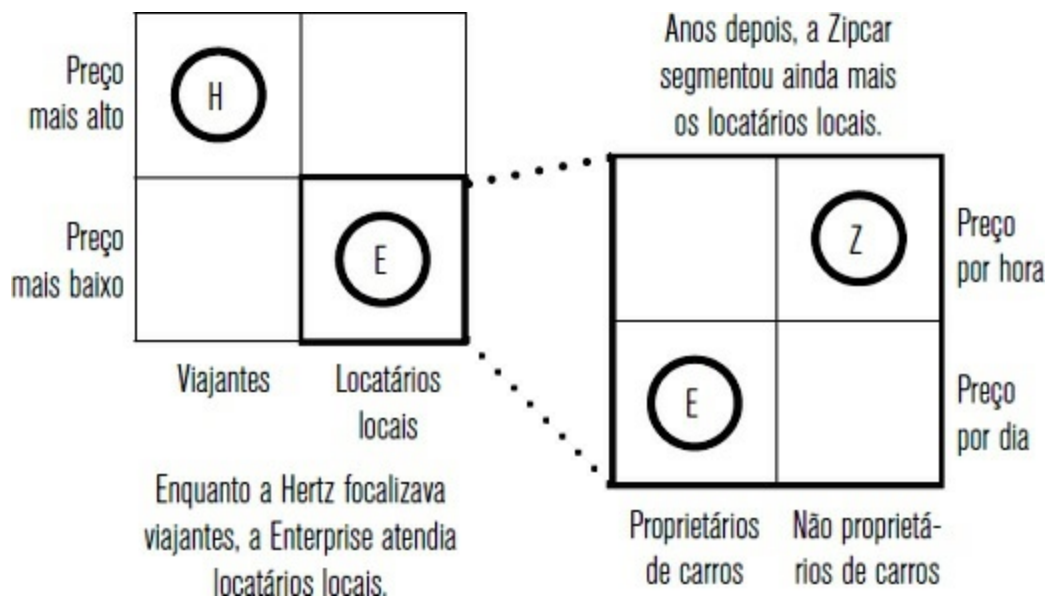 Preço
mais alto
H
Preço
mais baixo
E
Viajantes
Locatários
locais
Enquanto a Hertz focalizava
viajantes, a Enterprise atendia
locatários locais.
Anos depois, a Zipcar
segmentou ainda mais
os locatários locais.
Z
Preço
por hora
E
Preço
por dia
Proprietários
de carros
Não proprietá-
rios de carros